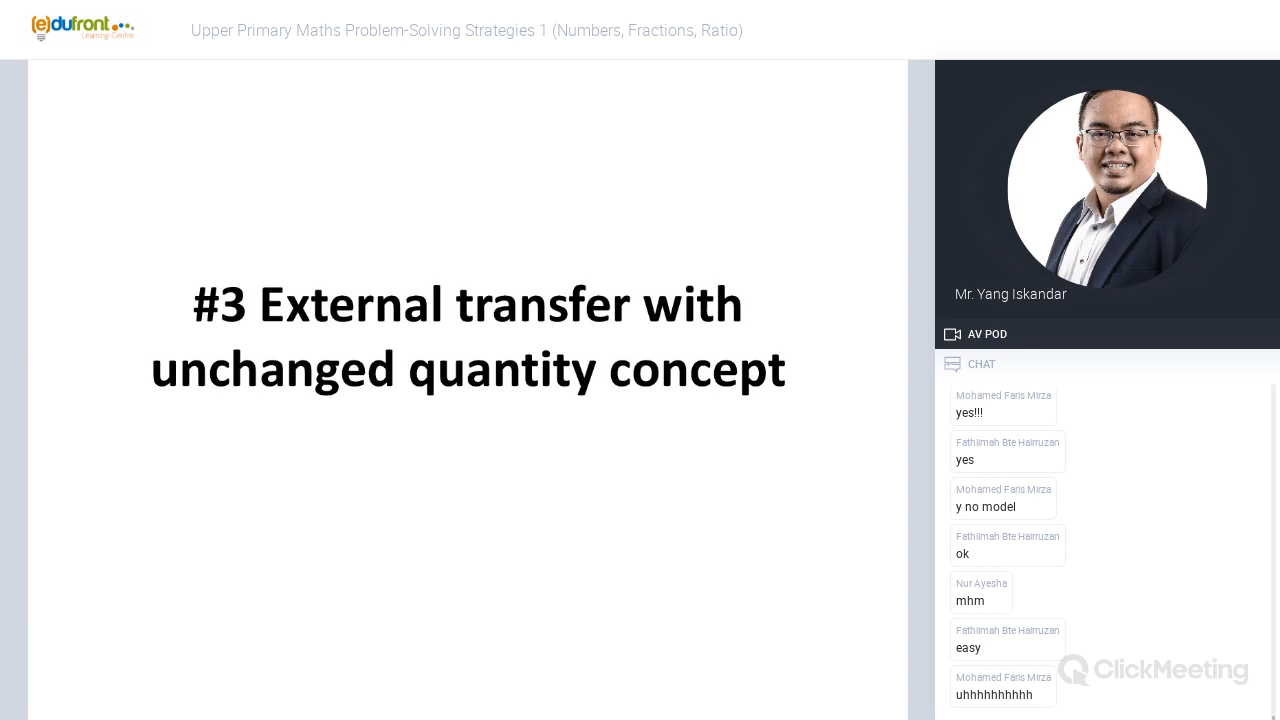 (e)dufront
Learning Centre
Upper Primary Maths Problem-Solving Strategies 1 (Numbers, Fractions, Ratio)
#3 External transfer with
unchanged quantity concept
Mr. Yang Iskandar
AV POD
CHAT
Mohamed Faris Mirza
yes!!!
Fathiimah Bte Hairruzan
yes
Mohamed Faris Mirza
y no model
Fathiimah Bte Hairruzan
ok
Nur Ayesha
mhm
Fathiimah Bte Hairruzan
easy
Mohamed Faris Mirza
uhhhhhhhhhh
ClickMeeting